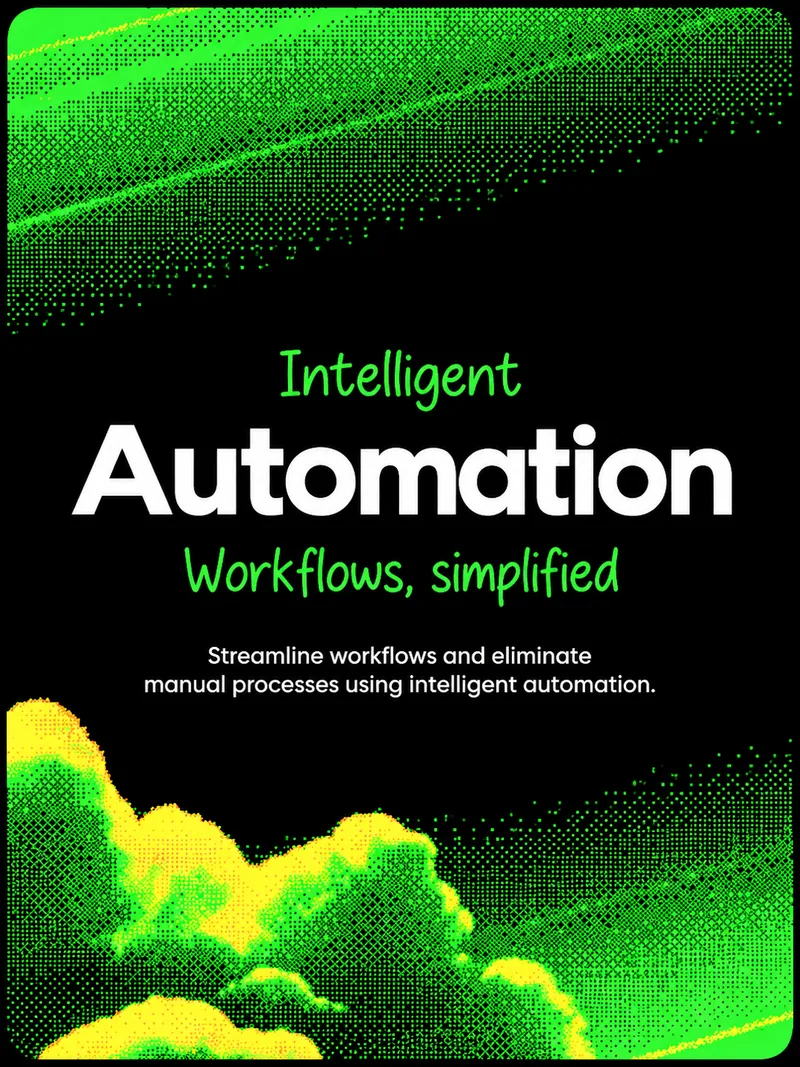 Intelligent
Automation
Workflows, simplified
Streamline workflows and eliminate
manual processes using intelligent automation.